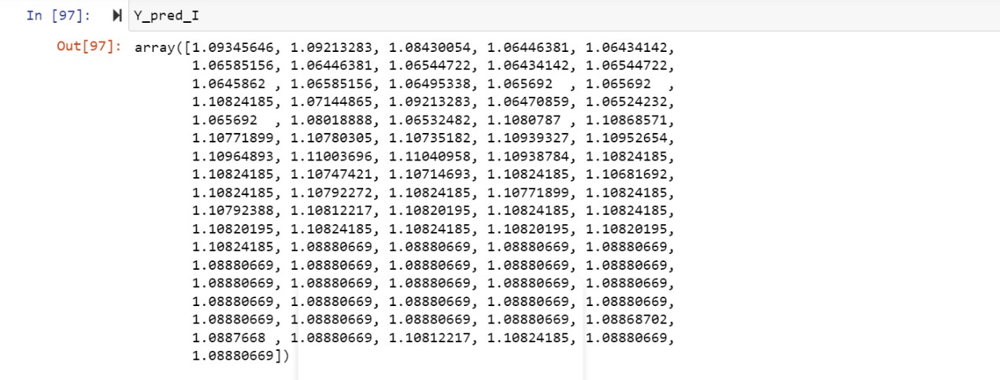 In [97]: Y_pred_I
Out[97]: array([1.09345646, 1.09213283, 1.08430054, 1.06446381, 1.06434142,
1.06585156, 1.06446381, 1.06544722, 1.06434142, 1.06544722,
1.0645862 , 1.06585156, 1.06495338, 1.065692  , 1.065692  ,
1.10824185, 1.07144865, 1.09213283, 1.06470859, 1.06524232,
1.065692  , 1.08018888, 1.06532482, 1.1080787 , 1.10868571,
1.10771899, 1.10780305, 1.10735182, 1.10939327, 1.10952654,
1.10964893, 1.11003696, 1.11040958, 1.10938784, 1.10824185,
1.10824185, 1.10747421, 1.10714693, 1.10824185, 1.10681692,
1.10824185, 1.10792272, 1.10824185, 1.10771899, 1.10824185,
1.10792388, 1.10812217, 1.10820195, 1.10824185, 1.10824185,
1.10820195, 1.10824185, 1.10824185, 1.10820195, 1.10820195,
1.10824185, 1.08880669, 1.08880669, 1.08880669, 1.08880669,
1.08880669, 1.08880669, 1.08880669, 1.08880669, 1.08880669,
1.08880669, 1.08880669, 1.08880669, 1.08880669, 1.08880669,
1.08880669, 1.08880669, 1.08880669, 1.08880669, 1.08880669,
1.08880669, 1.08880669, 1.08880669, 1.08880669, 1.08868702,
1.0887668 , 1.08880669, 1.10812217, 1.10824185, 1.08880669,
1.08880669])